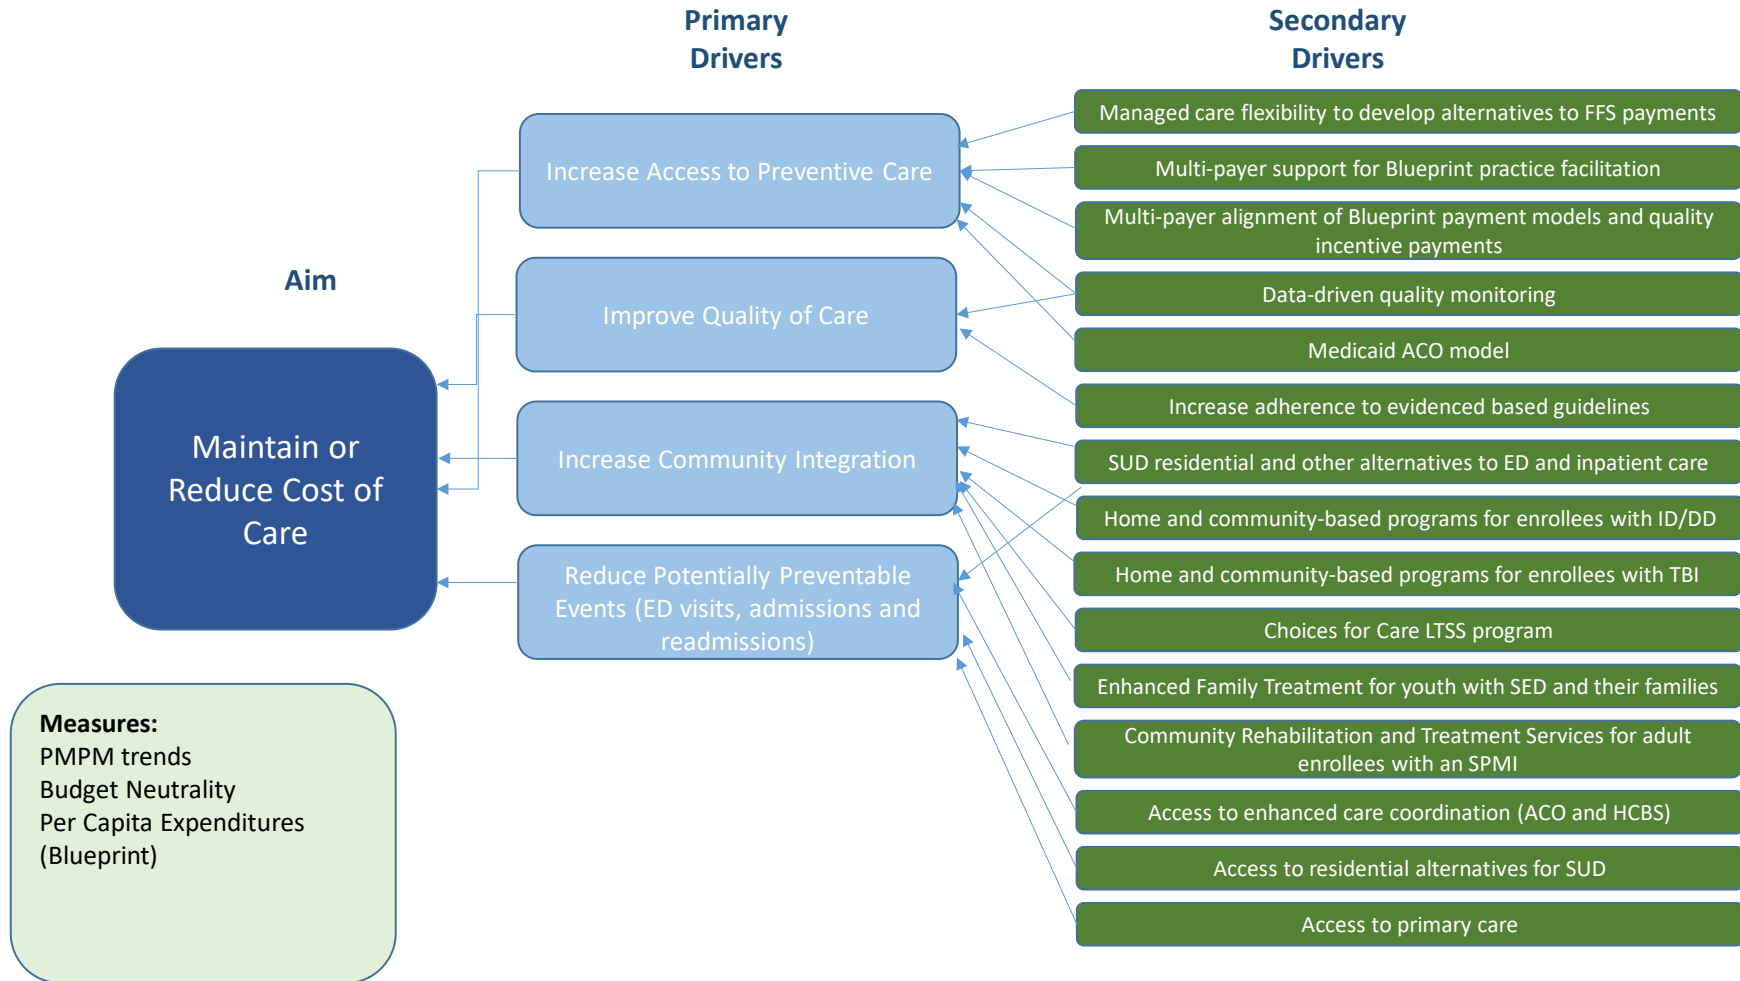 Primary
Drivers
Secondary
Drivers
Aim
Maintain or
Reduce Cost of
Care
Increase Access to Preventive Care
Improve Quality of Care
Increase Community Integration
Reduce Potentially Preventable
Events (ED visits, admissions and
readmissions)
Managed care flexibility to develop alternatives to FFS payments
Multi-payer support for Blueprint practice facilitation
Multi-payer alignment of Blueprint payment models and quality
incentive payments
Data-driven quality monitoring
Medicaid ACO model
Increase adherence to evidenced based guidelines
SUD residential and other alternatives to ED and inpatient care
Home and community-based programs for enrollees with ID/DD
Home and community-based programs for enrollees with TBI
Choices for Care LTSS program
Enhanced Family Treatment for youth with SED and their families
Community Rehabilitation and Treatment Services for adult
enrollees with an SPMI
Access to enhanced care coordination (ACO and HCBS)
Access to residential alternatives for SUD
Access to primary care
Measures:
PMPM trends
Budget Neutrality
Per Capita Expenditures
(Blueprint)